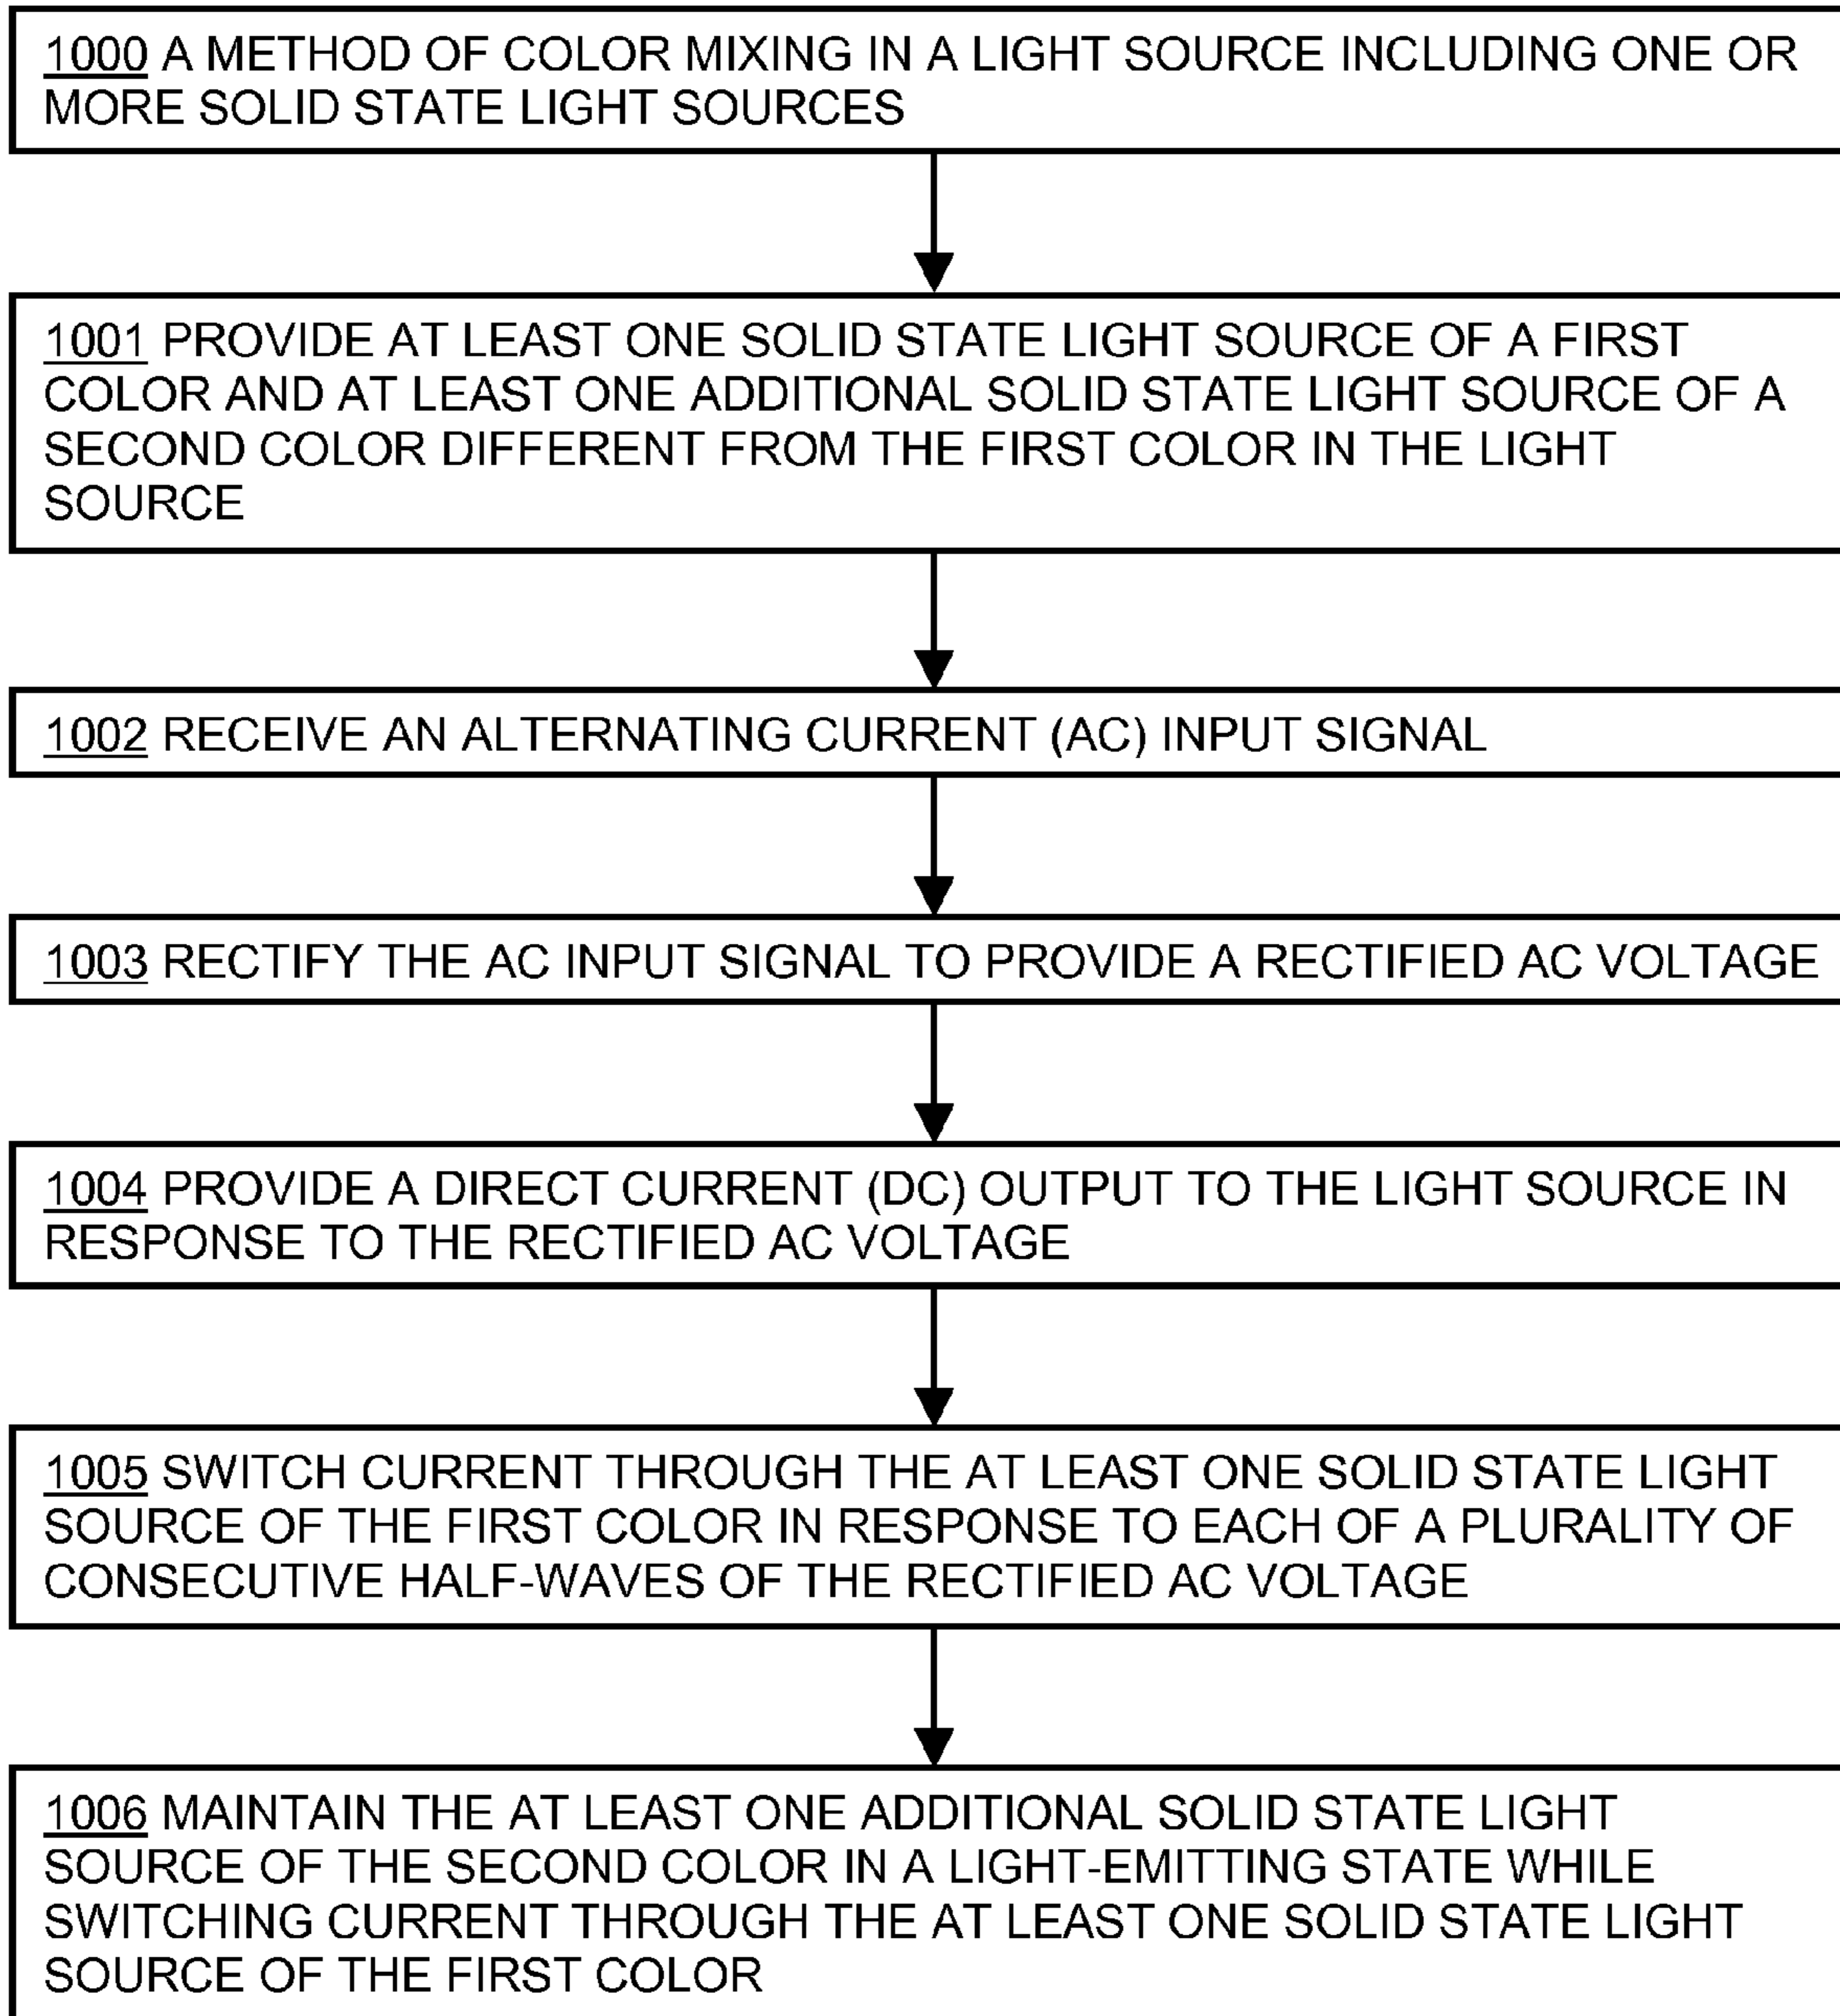 1000 A METHOD OF COLOR MIXING IN A LIGHT SOURCE INCLUDING ONE OR
MORE SOLID STATE LIGHT SOURCES
1001 PROVIDE AT LEAST ONE SOLID STATE LIGHT SOURCE OF A FIRST
COLOR AND AT LEAST ONE ADDITIONAL SOLID STATE LIGHT SOURCE OF A
SECOND COLOR DIFFERENT FROM THE FIRST COLOR IN THE LIGHT
SOURCE
1002 RECEIVE AN ALTERNATING CURRENT (AC) INPUT SIGNAL
1003 RECTIFY THE AC INPUT SIGNAL TO PROVIDE A RECTIFIED AC VOLTAGE
1004 PROVIDE A DIRECT CURRENT (DC) OUTPUT TO THE LIGHT SOURCE IN
RESPONSE TO THE RECTIFIED AC VOLTAGE
1005 SWITCH CURRENT THROUGH THE AT LEAST ONE SOLID STATE LIGHT
SOURCE OF THE FIRST COLOR IN RESPONSE TO EACH OF A PLURALITY OF
CONSECUTIVE HALF-WAVES OF THE RECTIFIED AC VOLTAGE
1006 MAINTAIN THE AT LEAST ONE ADDITIONAL SOLID STATE LIGHT
SOURCE OF THE SECOND COLOR IN A LIGHT-EMITTING STATE WHILE
SWITCHING CURRENT THROUGH THE AT LEAST ONE SOLID STATE LIGHT
SOURCE OF THE FIRST COLOR